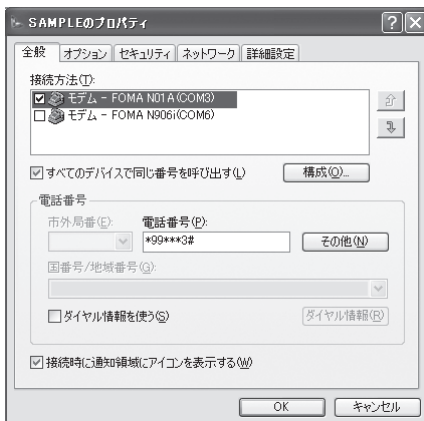 SAMPLEのプロパティ
全般 オプション セキュリティ ネットワーク 詳細設定
接続方法(T):
モデム - FOMA N01A(COM3)
モデム - FOMA N906i(COM6)
すべてのデバイスで同じ番号を呼び出す(L) 構成(O)...
電話番号
市外局番(E): 電話番号(P):
*99***3# その他(N)
国番号/地域番号(G):
ダイヤル情報を使う(S) ダイヤル情報(R)
接続時に通知領域にアイコンを表示する(W)
OK キャンセル